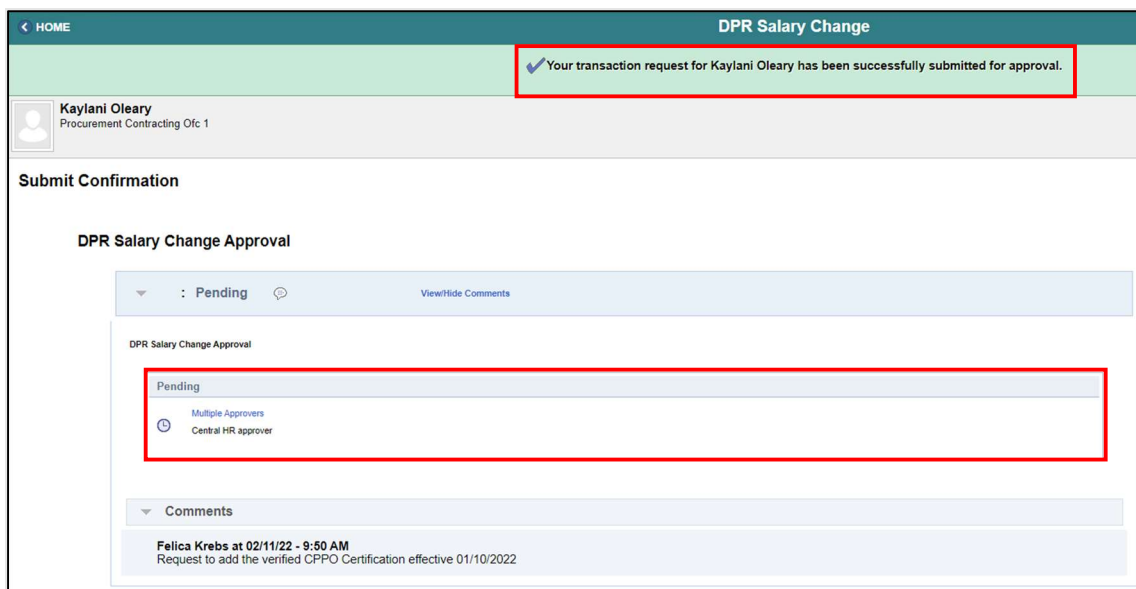 HOME
DPR Salary Change
Your transaction request for Kaylani Oleary has been successfully submitted for approval.
Kaylani Oleary
Procurement Contracting Ofc 1
Submit Confirmation
DPR Salary Change Approval
: Pending
View/Hide Comments
DPR Salary Change Approval
Pending
Multiple Approvers
Central HR approver
Comments
Felica Krebs at 02/11/22 - 9:50 AM
Request to add the verified CPPO Certification effective 01/10/2022